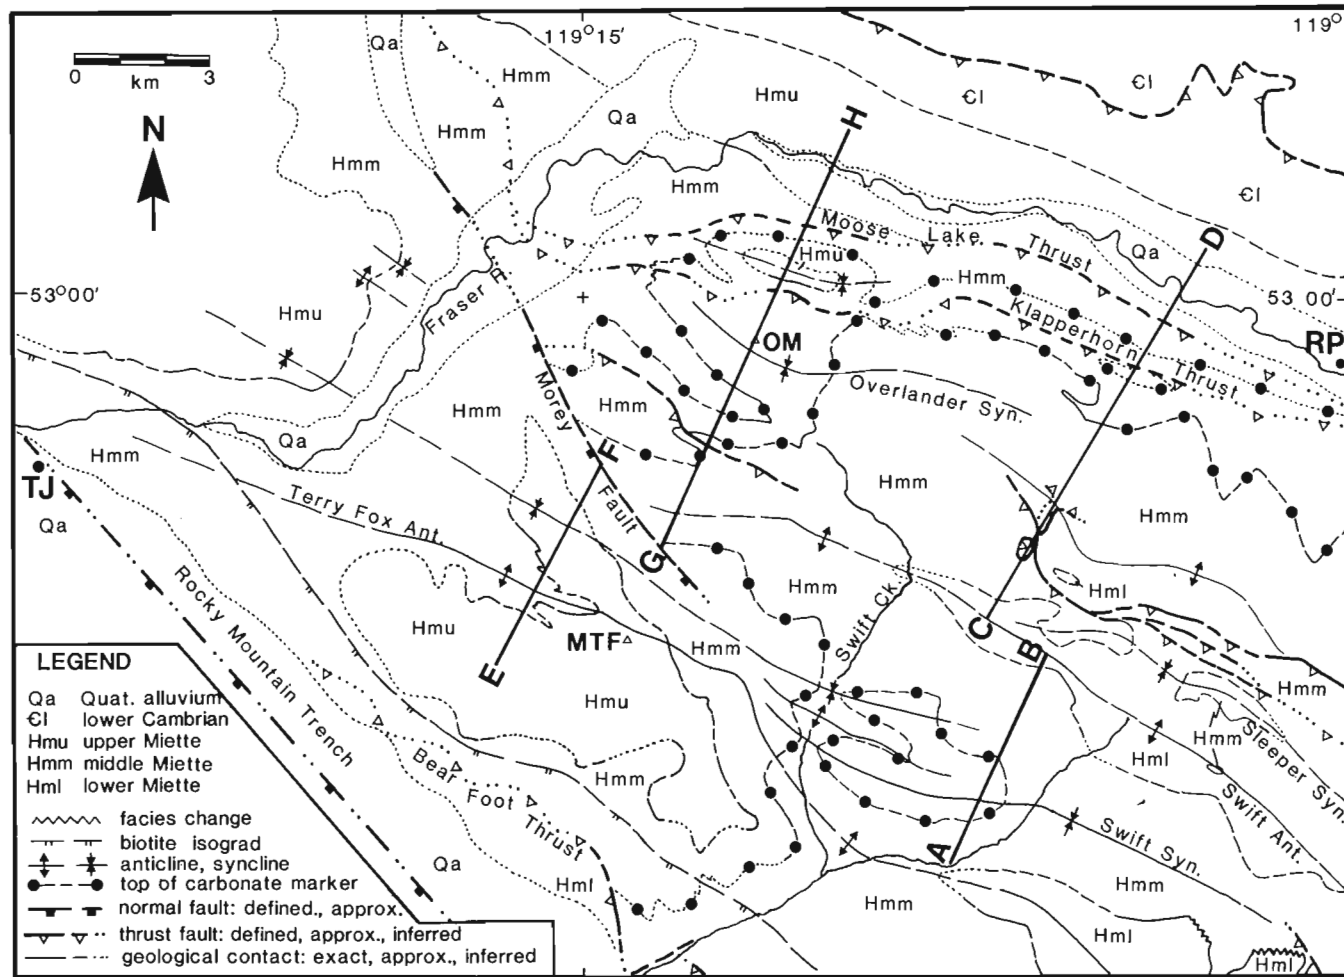 119° 15′
119°
0 3
km
N
Qa
Hmm
Hmu
Qa
Єl
Єl
Hmm
Hmm
H
Hmm
Єl
Moose Lake Thrust
Qa
D
Hmu
Hmm
53° 00′
53 00′
Fraser R.
Hmu
Klapperhorn Thrust
OM
RP
Overlander Syn.
Morey Fault
Hmm
Hmm
Qa
Hmm
TJ
Hmm
F
Hmm
Terry Fox Ant.
Qa
Hmm
G
Hmm
Hml
Swift Ck.
C
Rocky Mountain Trench
Hmu
MTF
Hmm
B
E
Hmm
Hmu
Hmm
Sleeper Syn.
Hml
Bear Foot Thrust
Hmm
Swift Ant.
A
Swift Syn.
Qa
Hml
Hmm
Hmm
Hml
Hml
LEGEND
Qa Quat. alluvium
Єl lower Cambrian
Hmu upper Miette
Hmm middle Miette
Hml lower Miette
facies change
biotite isograd
anticline, syncline
top of carbonate marker
normal fault: defined., approx.
thrust fault: defined, approx., inferred
geological contact: exact, approx., inferred